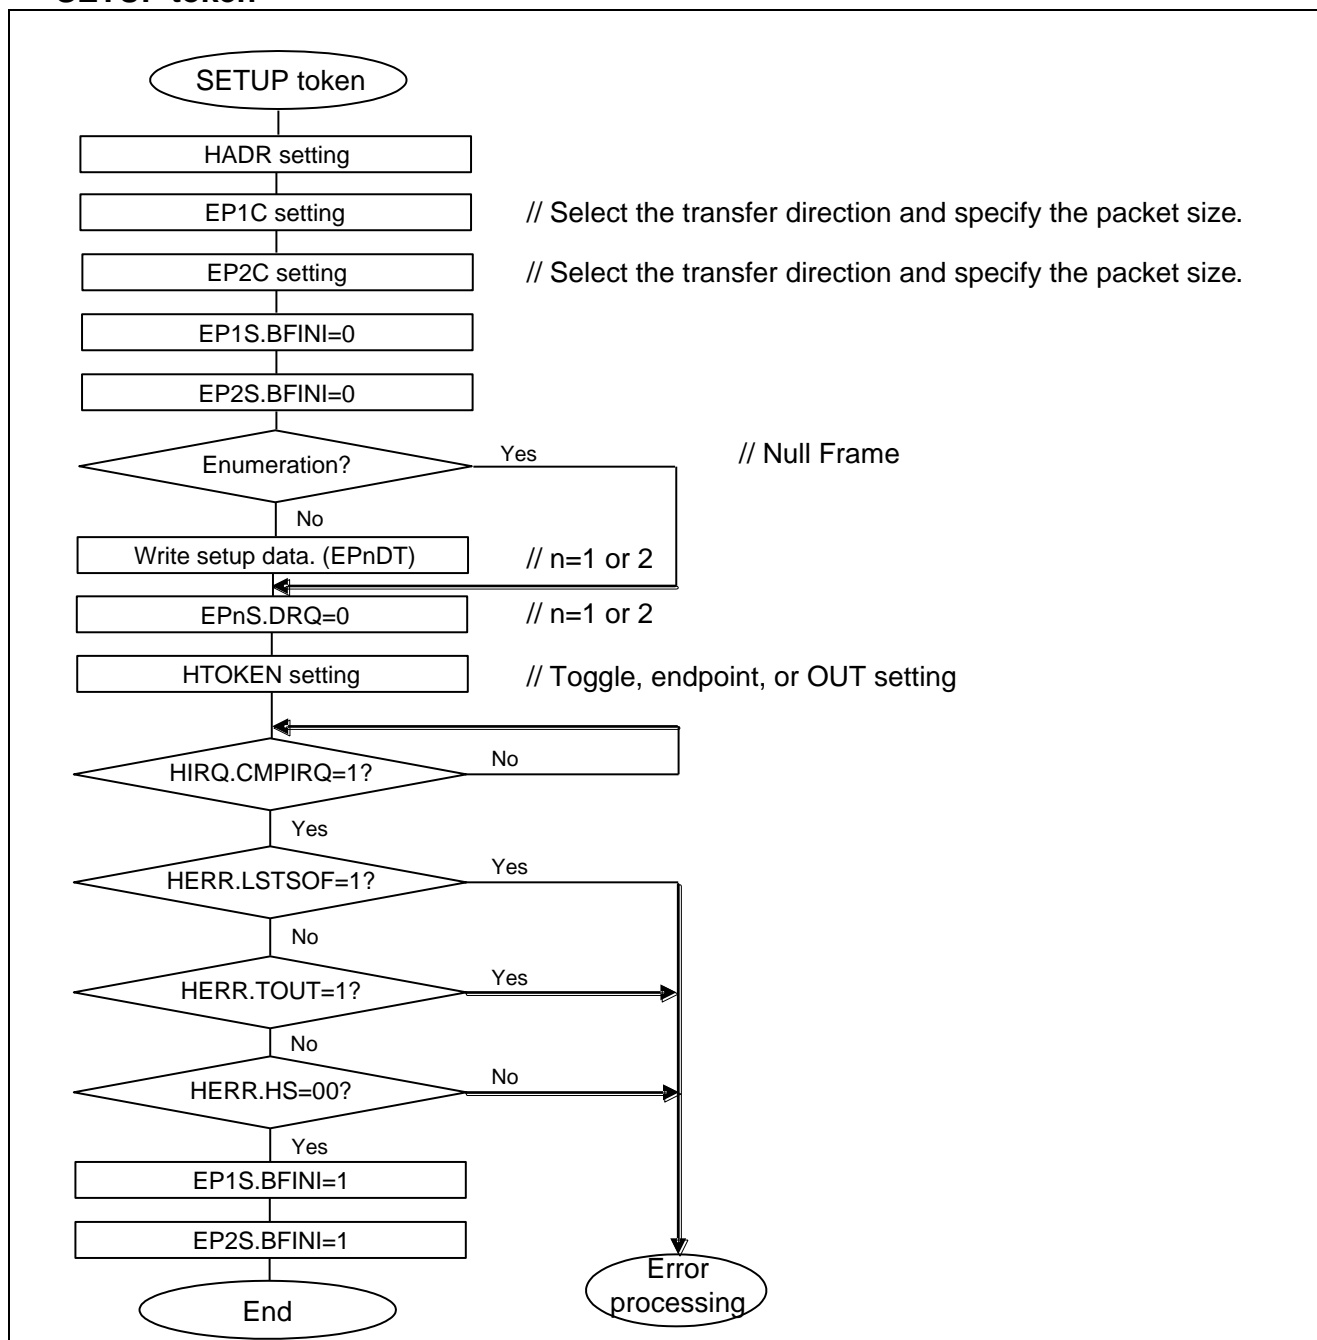 SETUP token
SETUP token
HADR setting
EP1C setting // Select the transfer direction and specify the packet size.
EP2C setting // Select the transfer direction and specify the packet size.
EP1S.BFINI=0
EP2S.BFINI=0
Enumeration? Yes // Null Frame
No
Write setup data. (EPnDT) // n=1 or 2
EPnS.DRQ=0 // n=1 or 2
HTOKEN setting // Toggle, endpoint, or OUT setting
HIRQ.CMPIRQ=1? No
Yes
HERR.LSTSOF=1? Yes
No
HERR.TOUT=1? Yes
No
HERR.HS=00? No
Yes
EP1S.BFINI=1
EP2S.BFINI=1
End
Error
processing